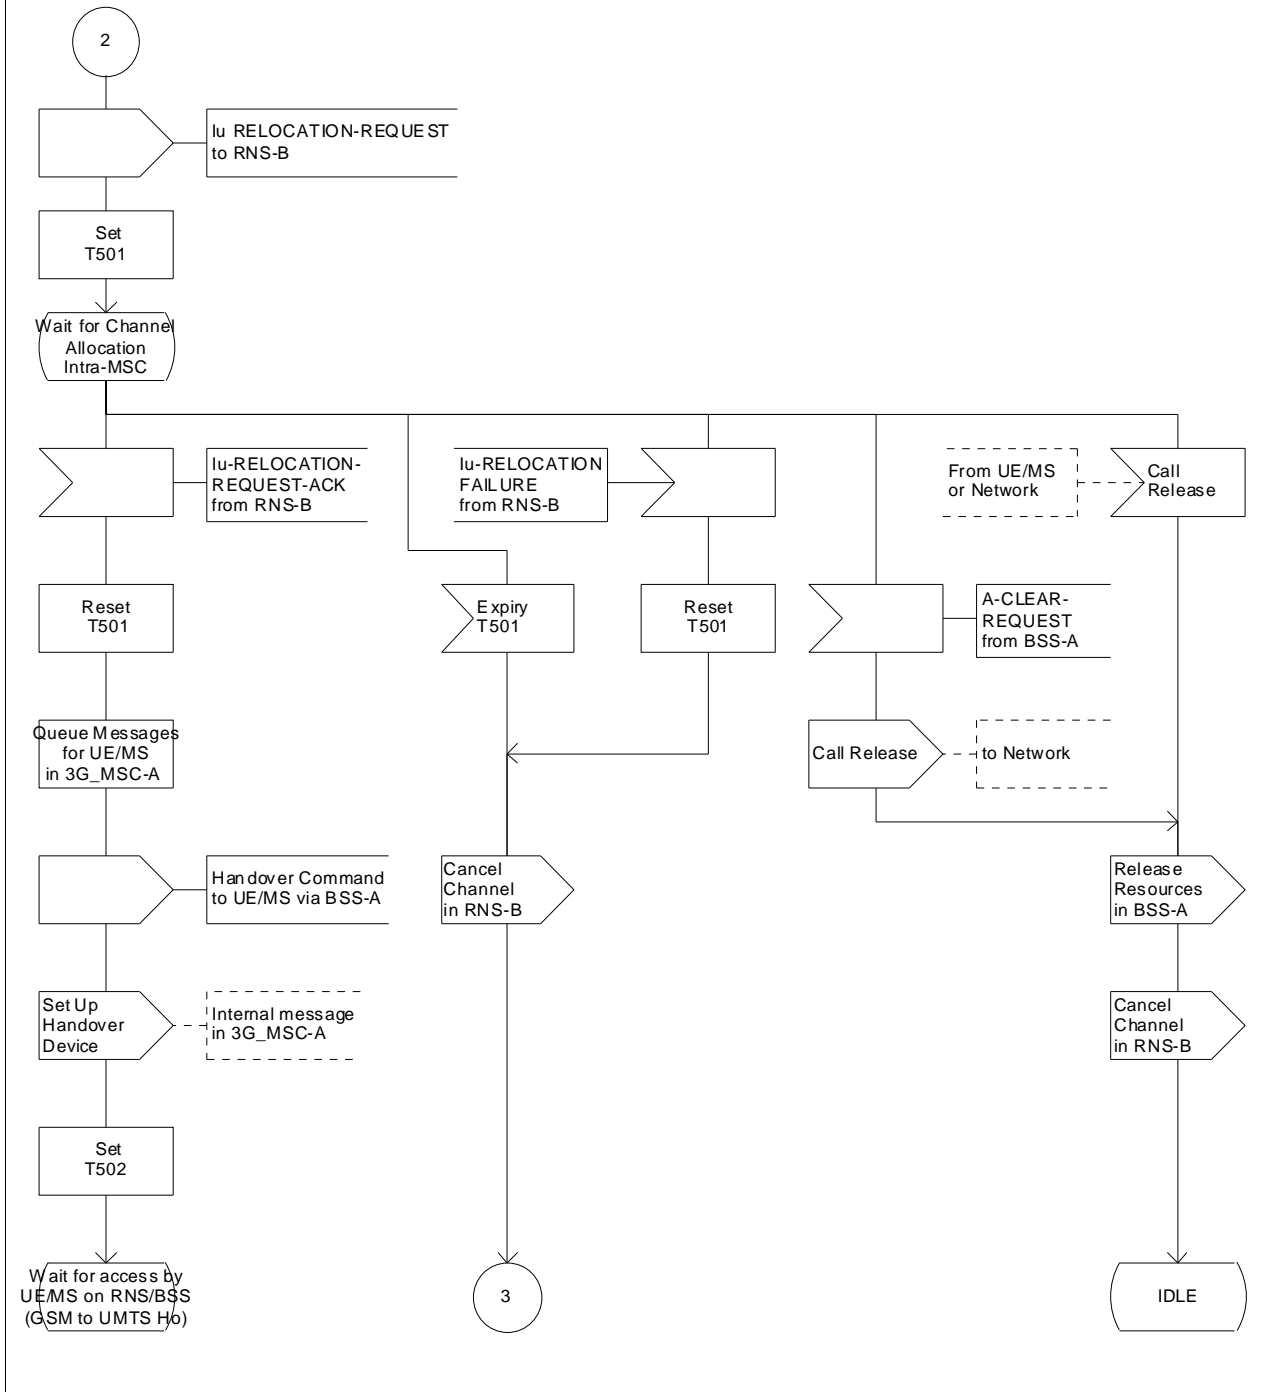 2
Iu RELOCATION-REQUEST
to RNS-B
Set
T501
Wait for Channel
Allocation
Intra-MSC
Iu-RELOCATION-
REQUEST-ACK
from RNS-B
Iu-RELOCATION
FAILURE
from RNS-B
From UE/MS
or Network
Call
Release
Reset
T501
Expiry
T501
Reset
T501
A-CLEAR-
REQUEST
from BSS-A
Queue Messages
for UE/MS
in 3G_MSC-A
Call Release
to Network
Handover Command
to UE/MS via BSS-A
Cancel
Channel
in RNS-B
Release
Resources
in BSS-A
Set Up
Handover
Device
Internal message
in 3G_MSC-A
Cancel
Channel
in RNS-B
Set
T502
Wait for access by
UE/MS on RNS/BSS
(GSM to UMTS Ho)
3
IDLE